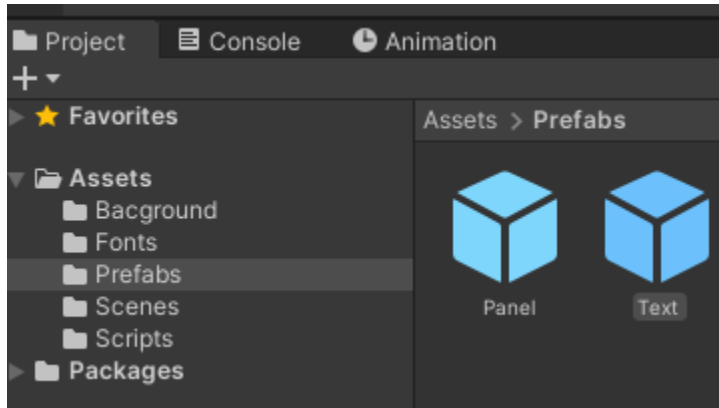 Project Console Animation
Favorites
Assets > Prefabs
Assets
Bacground
Fonts
Prefabs
Scenes
Scripts
Packages
Panel Text